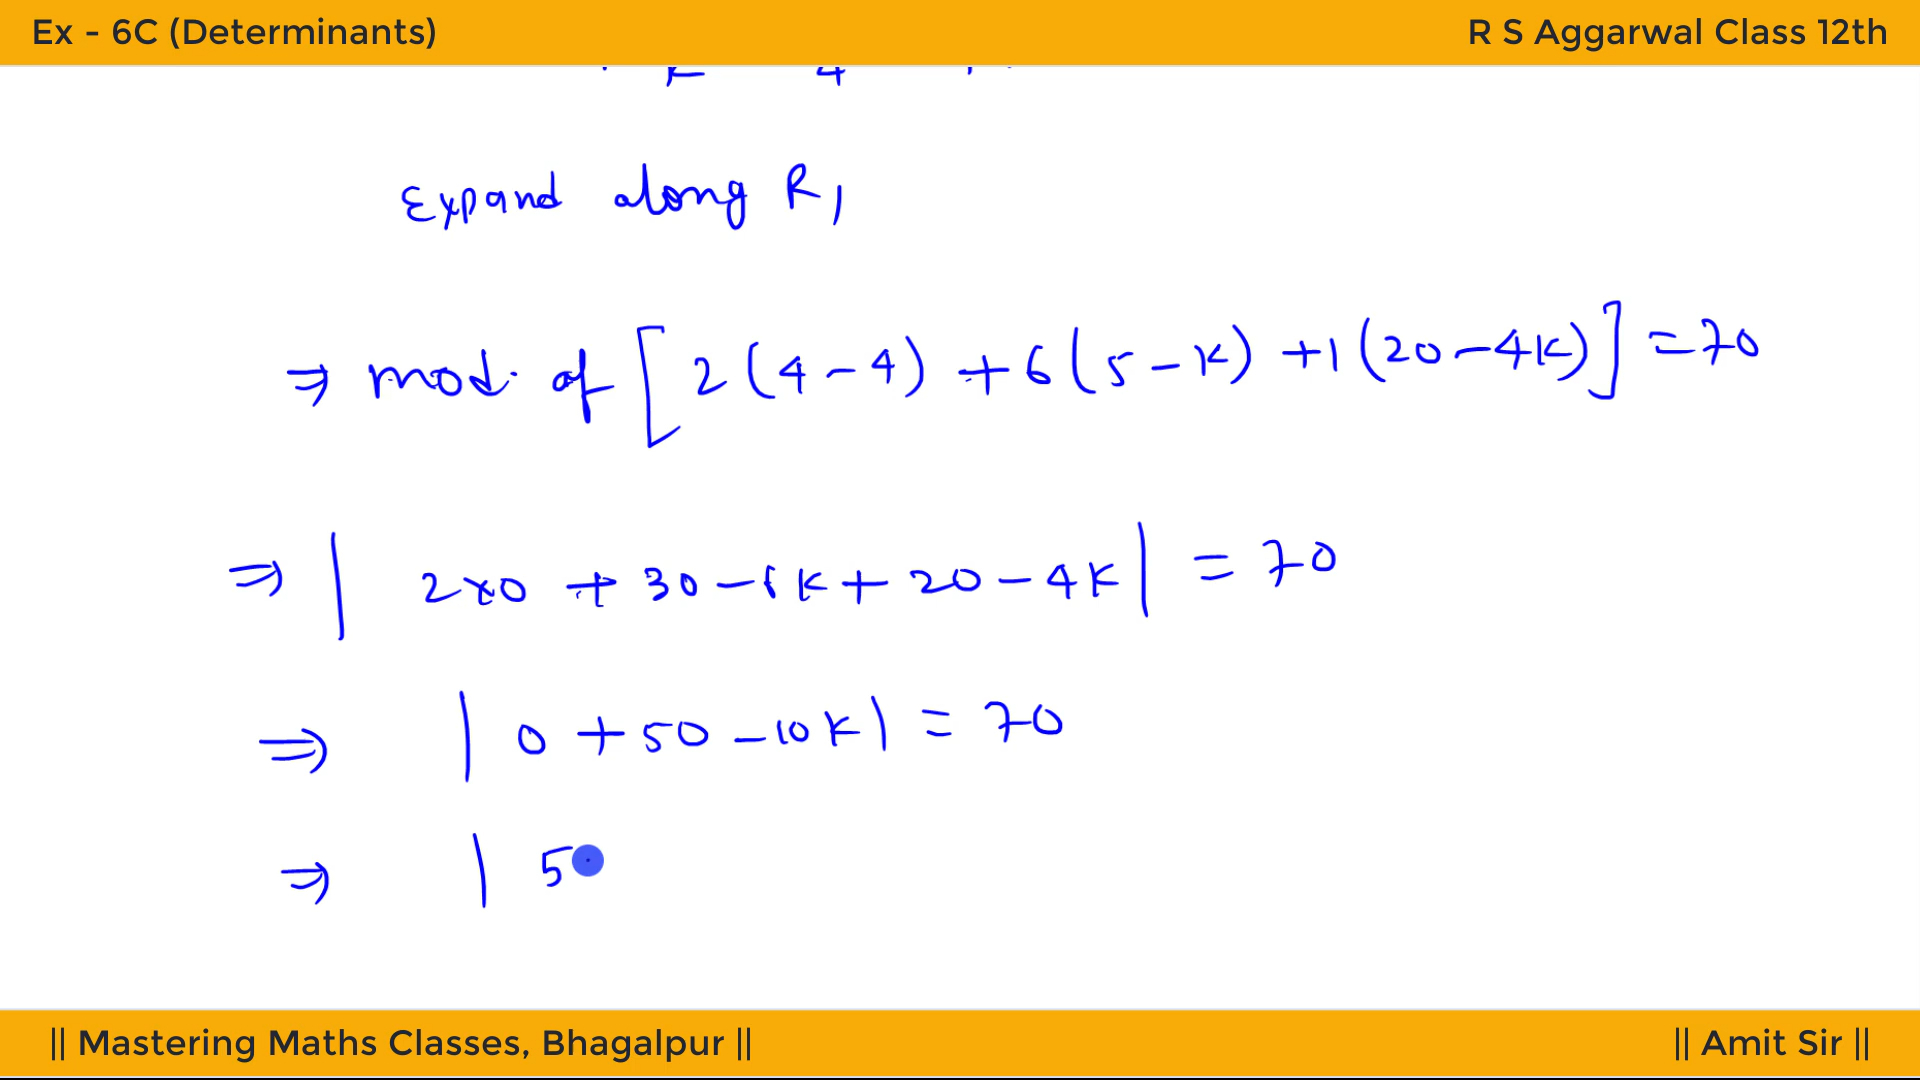 Ex - 6C (Determinants) R S Aggarwal Class 12th
Expand along R1
⇒ mod. of [2(4-4) + 6(5-K) + 1(20-4K)] = 70
⇒ | 2×0 + 30 - 6K + 20 - 4K | = 70
⇒ | 0 + 50 - 10K | = 70
⇒ | 50
|| Mastering Maths Classes, Bhagalpur || || Amit Sir ||